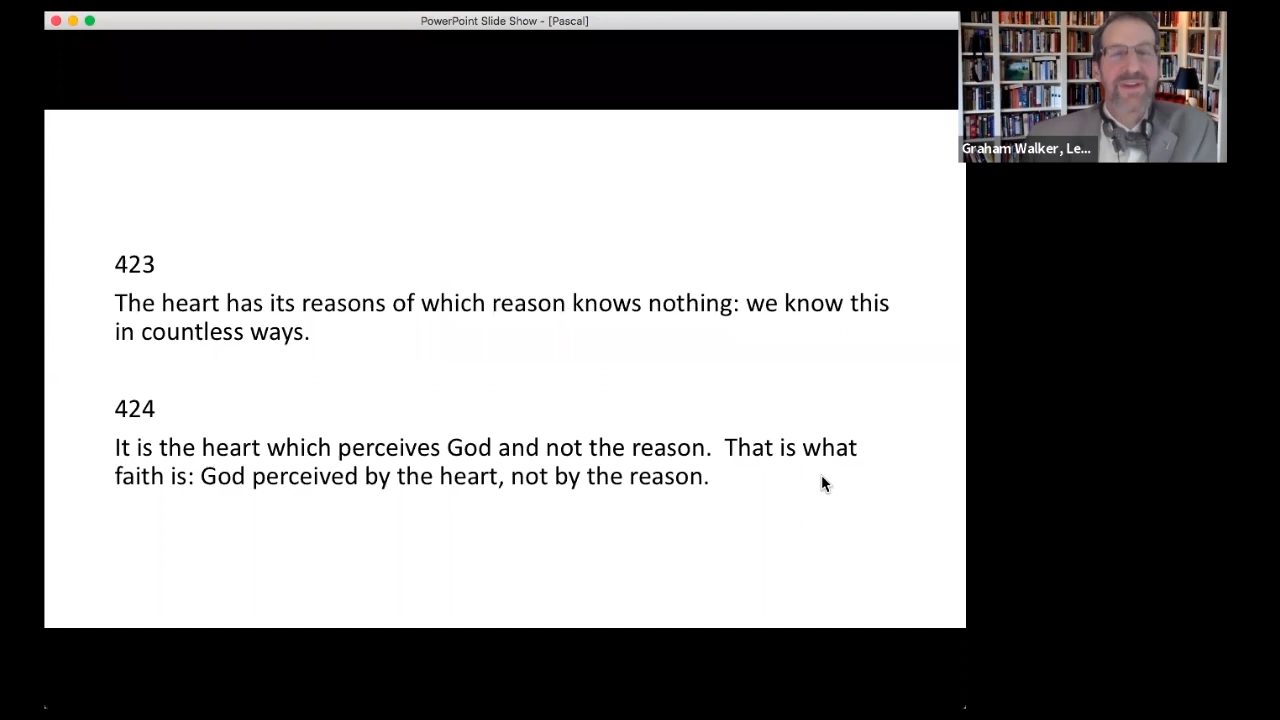 PowerPoint Slide Show - [Pascal]
Graham Walker, Le...
423
The heart has its reasons of which reason knows nothing: we know this
in countless ways.
424
It is the heart which perceives God and not the reason.  That is what
faith is: God perceived by the heart, not by the reason.